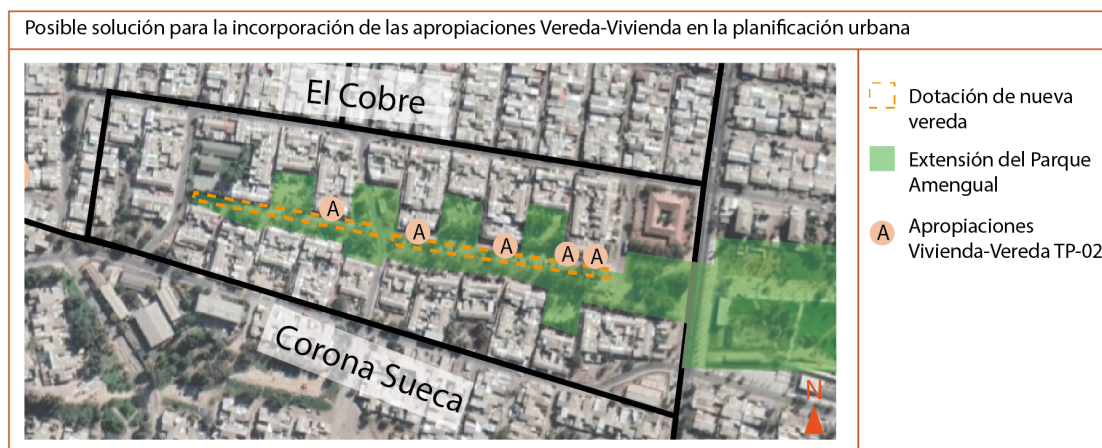 Posible solución para la incorporación de las apropiaciones Vereda-Vivienda en la planificación urbana
El Cobre
Corona Sueca
A
A
A
A
A
N
Dotación de nueva
vereda
Extensión del Parque
Amengual
A
Apropiaciones
Vivienda-Vereda TP-02